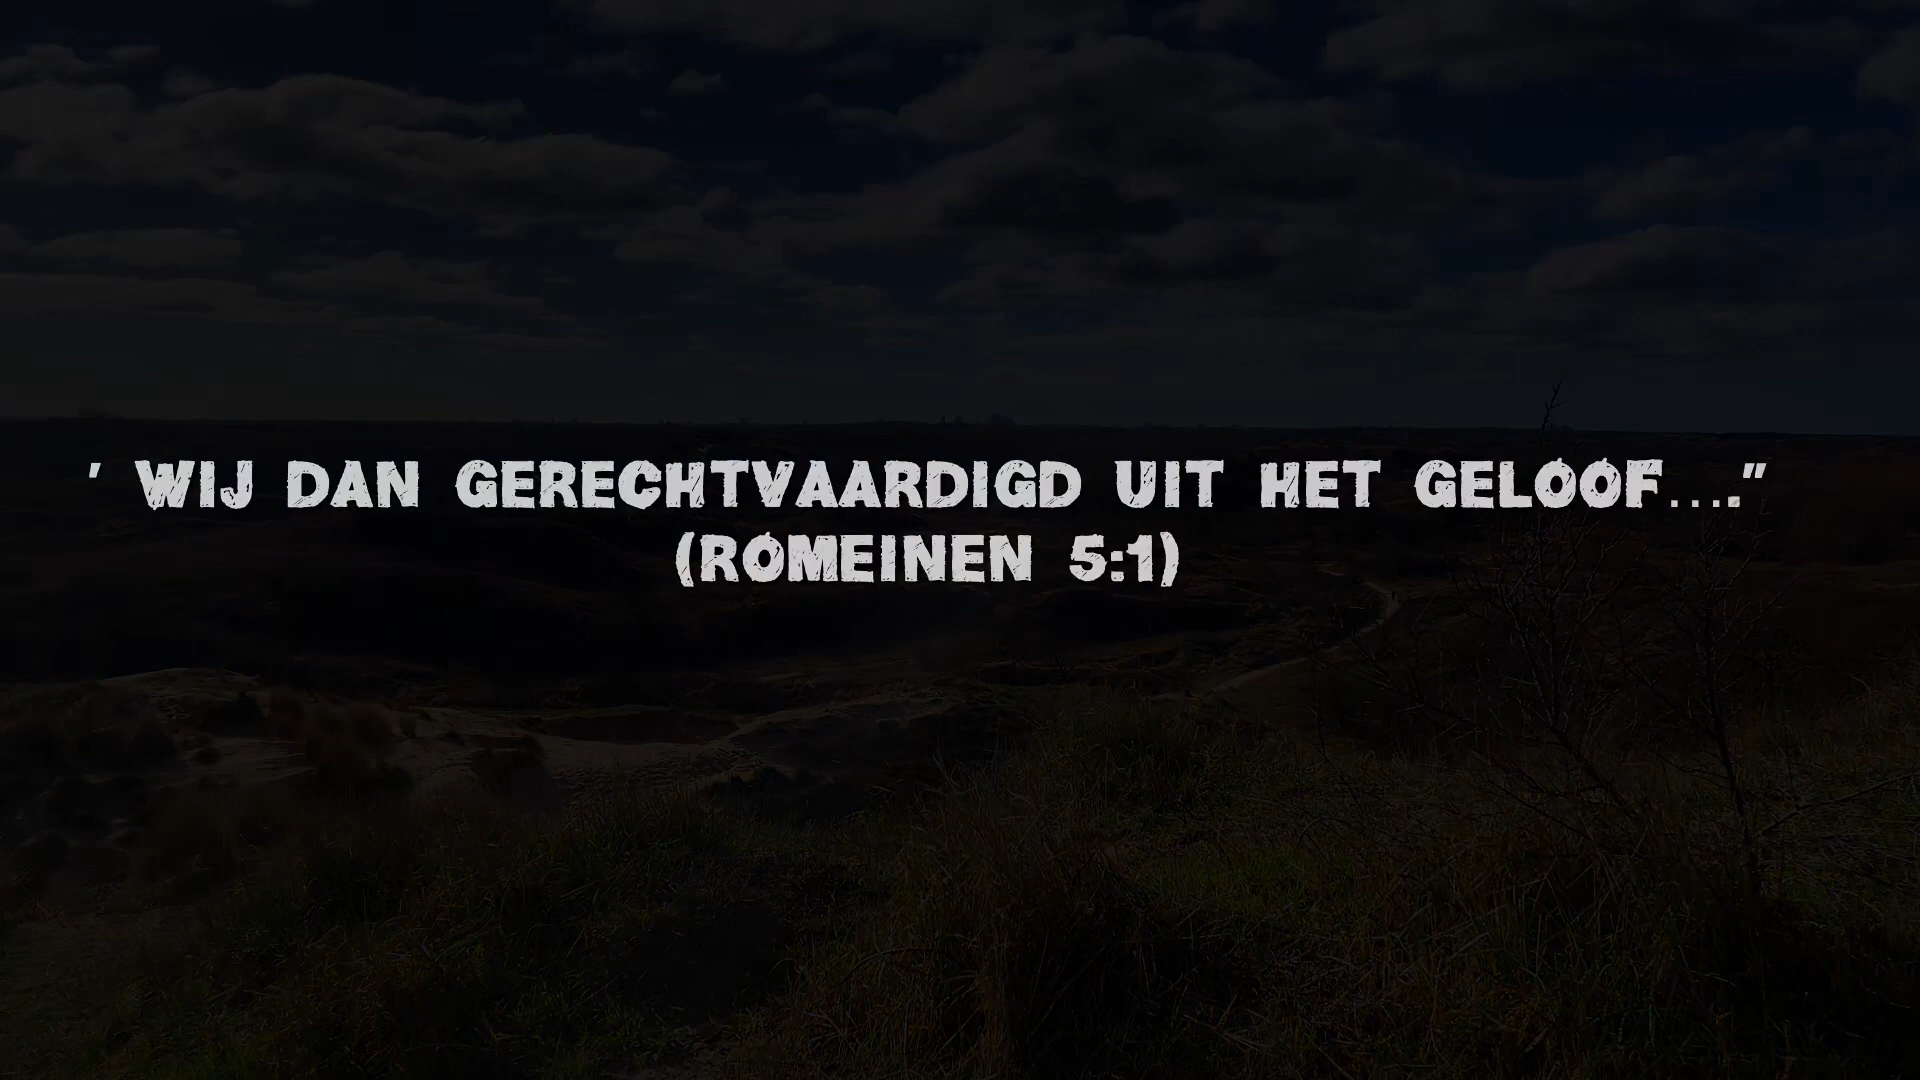 ' WIJ DAN GERECHTVAARDIGD UIT HET GELOOF...."
(ROMEINEN 5:1)